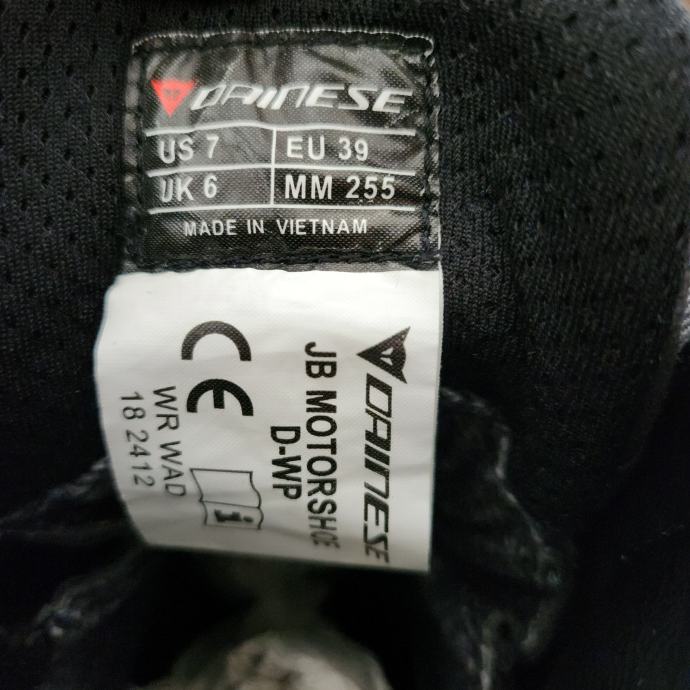 DAINESE
US 7 EU 39
UK 6 MM 255
MADE IN VIETNAM
DAINESE
JB MOTORSHOE
D-WP
CE
i
WR WAD
18 2412